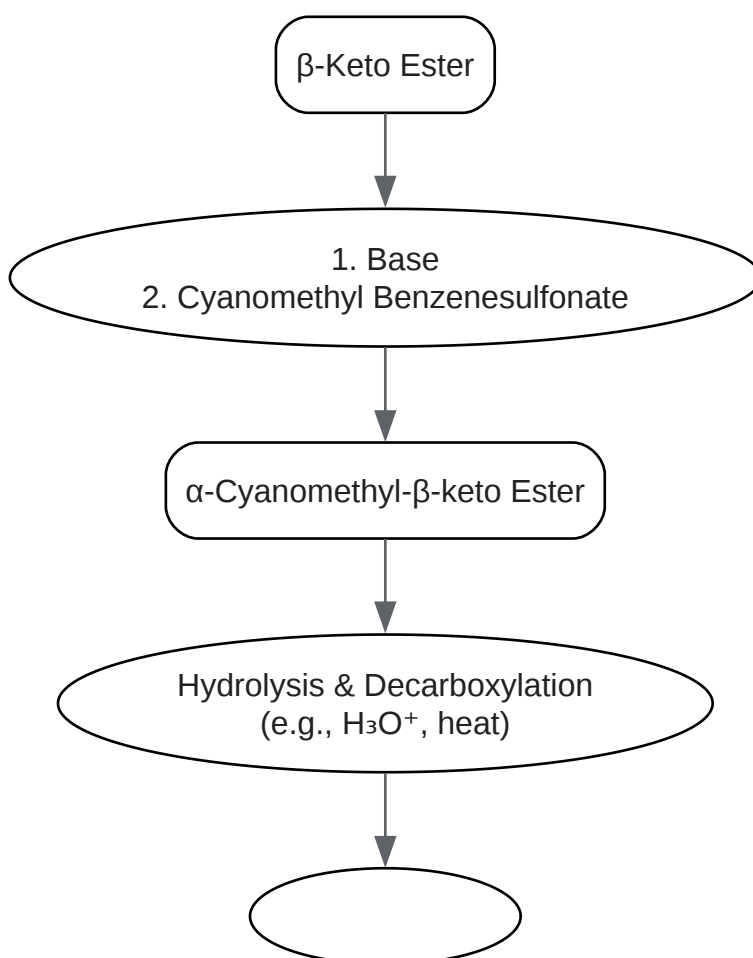 β-Keto Ester
1. Base
2. Cyanomethyl Benzenesulfonate
α-Cyanomethyl-β-keto Ester
Hydrolysis & Decarboxylation
(e.g., H₃O⁺, heat)